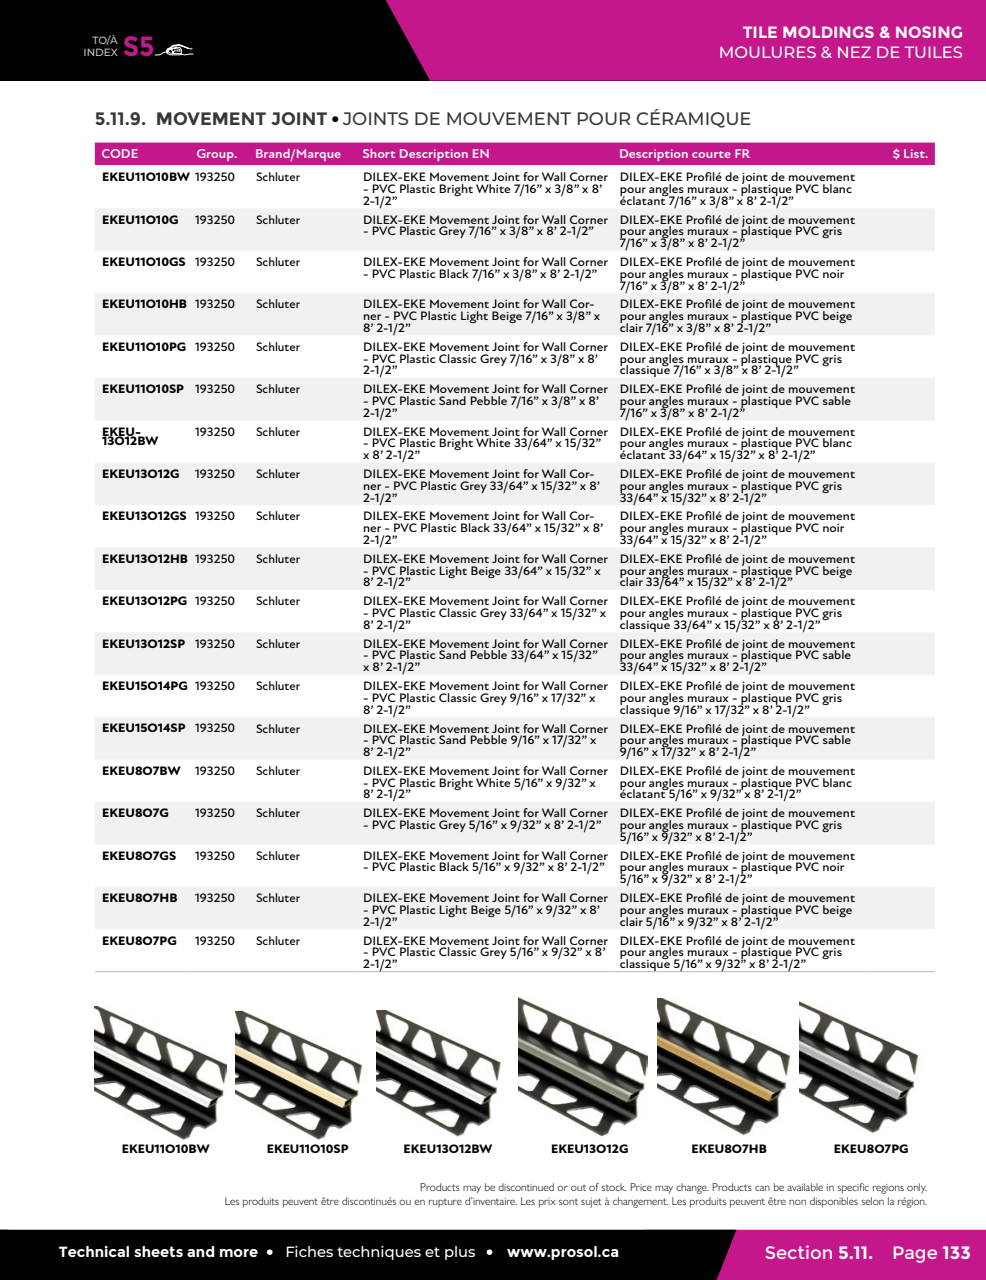 TO/À
INDEX S5
TILE MOLDINGS & NOSING
MOULURES & NEZ DE TUILES
5.11.9. MOVEMENT JOINT • JOINTS DE MOUVEMENT POUR CÉRAMIQUE
CODE Group. Brand/Marque Short Description EN Description courte FR $ List.
EKEU11O10BW 193250 Schluter DILEX-EKE Movement Joint for Wall Corner DILEX-EKE Profilé de joint de mouvement
- PVC Plastic Bright White 7/16” x 3/8” x 8’ pour angles muraux - plastique PVC blanc
2-1/2” éclatant 7/16” x 3/8” x 8’ 2-1/2”
EKEU11O10G 193250 Schluter DILEX-EKE Movement Joint for Wall Corner DILEX-EKE Profilé de joint de mouvement
- PVC Plastic Grey 7/16” x 3/8” x 8’ 2-1/2” pour angles muraux - plastique PVC gris
7/16” x 3/8” x 8’ 2-1/2”
EKEU11O10GS 193250 Schluter DILEX-EKE Movement Joint for Wall Corner DILEX-EKE Profilé de joint de mouvement
- PVC Plastic Black 7/16” x 3/8” x 8’ 2-1/2” pour angles muraux - plastique PVC noir
7/16” x 3/8” x 8’ 2-1/2”
EKEU11O10HB 193250 Schluter DILEX-EKE Movement Joint for Wall Cor- DILEX-EKE Profilé de joint de mouvement
ner - PVC Plastic Light Beige 7/16” x 3/8” x pour angles muraux - plastique PVC beige
8’ 2-1/2” clair 7/16” x 3/8” x 8’ 2-1/2”
EKEU11O10PG 193250 Schluter DILEX-EKE Movement Joint for Wall Corner DILEX-EKE Profilé de joint de mouvement
- PVC Plastic Classic Grey 7/16” x 3/8” x 8’ pour angles muraux - plastique PVC gris
2-1/2” classique 7/16” x 3/8” x 8’ 2-1/2”
EKEU11O10SP 193250 Schluter DILEX-EKE Movement Joint for Wall Corner DILEX-EKE Profilé de joint de mouvement
- PVC Plastic Sand Pebble 7/16” x 3/8” x 8’ pour angles muraux - plastique PVC sable
2-1/2” 7/16” x 3/8” x 8’ 2-1/2”
EKEU- 193250 Schluter DILEX-EKE Movement Joint for Wall Corner DILEX-EKE Profilé de joint de mouvement
13O12BW - PVC Plastic Bright White 33/64” x 15/32” pour angles muraux - plastique PVC blanc
x 8’ 2-1/2” éclatant 33/64” x 15/32” x 8’ 2-1/2”
EKEU13O12G 193250 Schluter DILEX-EKE Movement Joint for Wall Cor- DILEX-EKE Profilé de joint de mouvement
ner - PVC Plastic Grey 33/64” x 15/32” x 8’ pour angles muraux - plastique PVC gris
2-1/2” 33/64” x 15/32” x 8’ 2-1/2”
EKEU13O12GS 193250 Schluter DILEX-EKE Movement Joint for Wall Cor- DILEX-EKE Profilé de joint de mouvement
ner - PVC Plastic Black 33/64” x 15/32” x 8’ pour angles muraux - plastique PVC noir
2-1/2” 33/64” x 15/32” x 8’ 2-1/2”
EKEU13O12HB 193250 Schluter DILEX-EKE Movement Joint for Wall Corner DILEX-EKE Profilé de joint de mouvement
- PVC Plastic Light Beige 33/64” x 15/32” x pour angles muraux - plastique PVC beige
8’ 2-1/2” clair 33/64” x 15/32” x 8’ 2-1/2”
EKEU13O12PG 193250 Schluter DILEX-EKE Movement Joint for Wall Corner DILEX-EKE Profilé de joint de mouvement
- PVC Plastic Classic Grey 33/64” x 15/32” x pour angles muraux - plastique PVC gris
8’ 2-1/2” classique 33/64” x 15/32” x 8’ 2-1/2”
EKEU13O12SP 193250 Schluter DILEX-EKE Movement Joint for Wall Corner DILEX-EKE Profilé de joint de mouvement
- PVC Plastic Sand Pebble 33/64” x 15/32” pour angles muraux - plastique PVC sable
x 8’ 2-1/2” 33/64” x 15/32” x 8’ 2-1/2”
EKEU15O14PG 193250 Schluter DILEX-EKE Movement Joint for Wall Corner DILEX-EKE Profilé de joint de mouvement
- PVC Plastic Classic Grey 9/16” x 17/32” x pour angles muraux - plastique PVC gris
8’ 2-1/2” classique 9/16” x 17/32” x 8’ 2-1/2”
EKEU15O14SP 193250 Schluter DILEX-EKE Movement Joint for Wall Corner DILEX-EKE Profilé de joint de mouvement
- PVC Plastic Sand Pebble 9/16” x 17/32” x pour angles muraux - plastique PVC sable
8’ 2-1/2” 9/16” x 17/32” x 8’ 2-1/2”
EKEU8O7BW 193250 Schluter DILEX-EKE Movement Joint for Wall Corner DILEX-EKE Profilé de joint de mouvement
- PVC Plastic Bright White 5/16” x 9/32” x pour angles muraux - plastique PVC blanc
8’ 2-1/2” éclatant 5/16” x 9/32” x 8’ 2-1/2”
EKEU8O7G 193250 Schluter DILEX-EKE Movement Joint for Wall Corner DILEX-EKE Profilé de joint de mouvement
- PVC Plastic Grey 5/16” x 9/32” x 8’ 2-1/2” pour angles muraux - plastique PVC gris
5/16” x 9/32” x 8’ 2-1/2”
EKEU8O7GS 193250 Schluter DILEX-EKE Movement Joint for Wall Corner DILEX-EKE Profilé de joint de mouvement
- PVC Plastic Black 5/16” x 9/32” x 8’ 2-1/2” pour angles muraux - plastique PVC noir
5/16” x 9/32” x 8’ 2-1/2”
EKEU8O7HB 193250 Schluter DILEX-EKE Movement Joint for Wall Corner DILEX-EKE Profilé de joint de mouvement
- PVC Plastic Light Beige 5/16” x 9/32” x 8’ pour angles muraux - plastique PVC beige
2-1/2” clair 5/16” x 9/32” x 8’ 2-1/2”
EKEU8O7PG 193250 Schluter DILEX-EKE Movement Joint for Wall Corner DILEX-EKE Profilé de joint de mouvement
- PVC Plastic Classic Grey 5/16” x 9/32” x 8’ pour angles muraux - plastique PVC gris
2-1/2” classique 5/16” x 9/32” x 8’ 2-1/2”
EKEU11O10BW EKEU11O10SP EKEU13O12BW EKEU13O12G EKEU8O7HB EKEU8O7PG
Products may be discontinued or out of stock. Price may change. Products can be available in specific regions only.
Les produits peuvent être discontinués ou en rupture d’inventaire. Les prix sont sujet à changement. Les produits peuvent être non disponibles selon la région.
Technical sheets and more • Fiches techniques et plus • www.prosol.ca
Section 5.11. Page 133